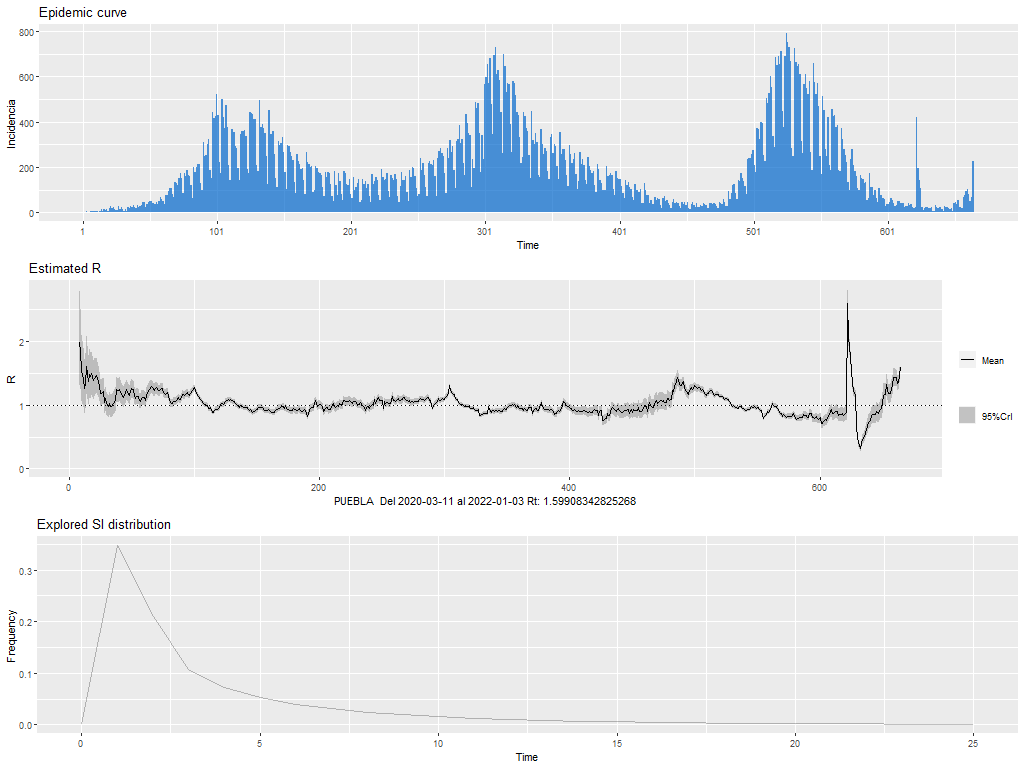 Epidemic curve
800
600
400
200
0
Incidencia
1
101
201
301
401
501
601
Time
Estimated R
2
1
0
R
0
200
400
600
PUEBLA Del 2020-03-11 al 2022-01-03 Rt: 1.59908342825268
Mean
95%CrI
Explored SI distribution
0.3
0.2
0.1
0.0
Frequency
0
5
10
15
20
25
Time